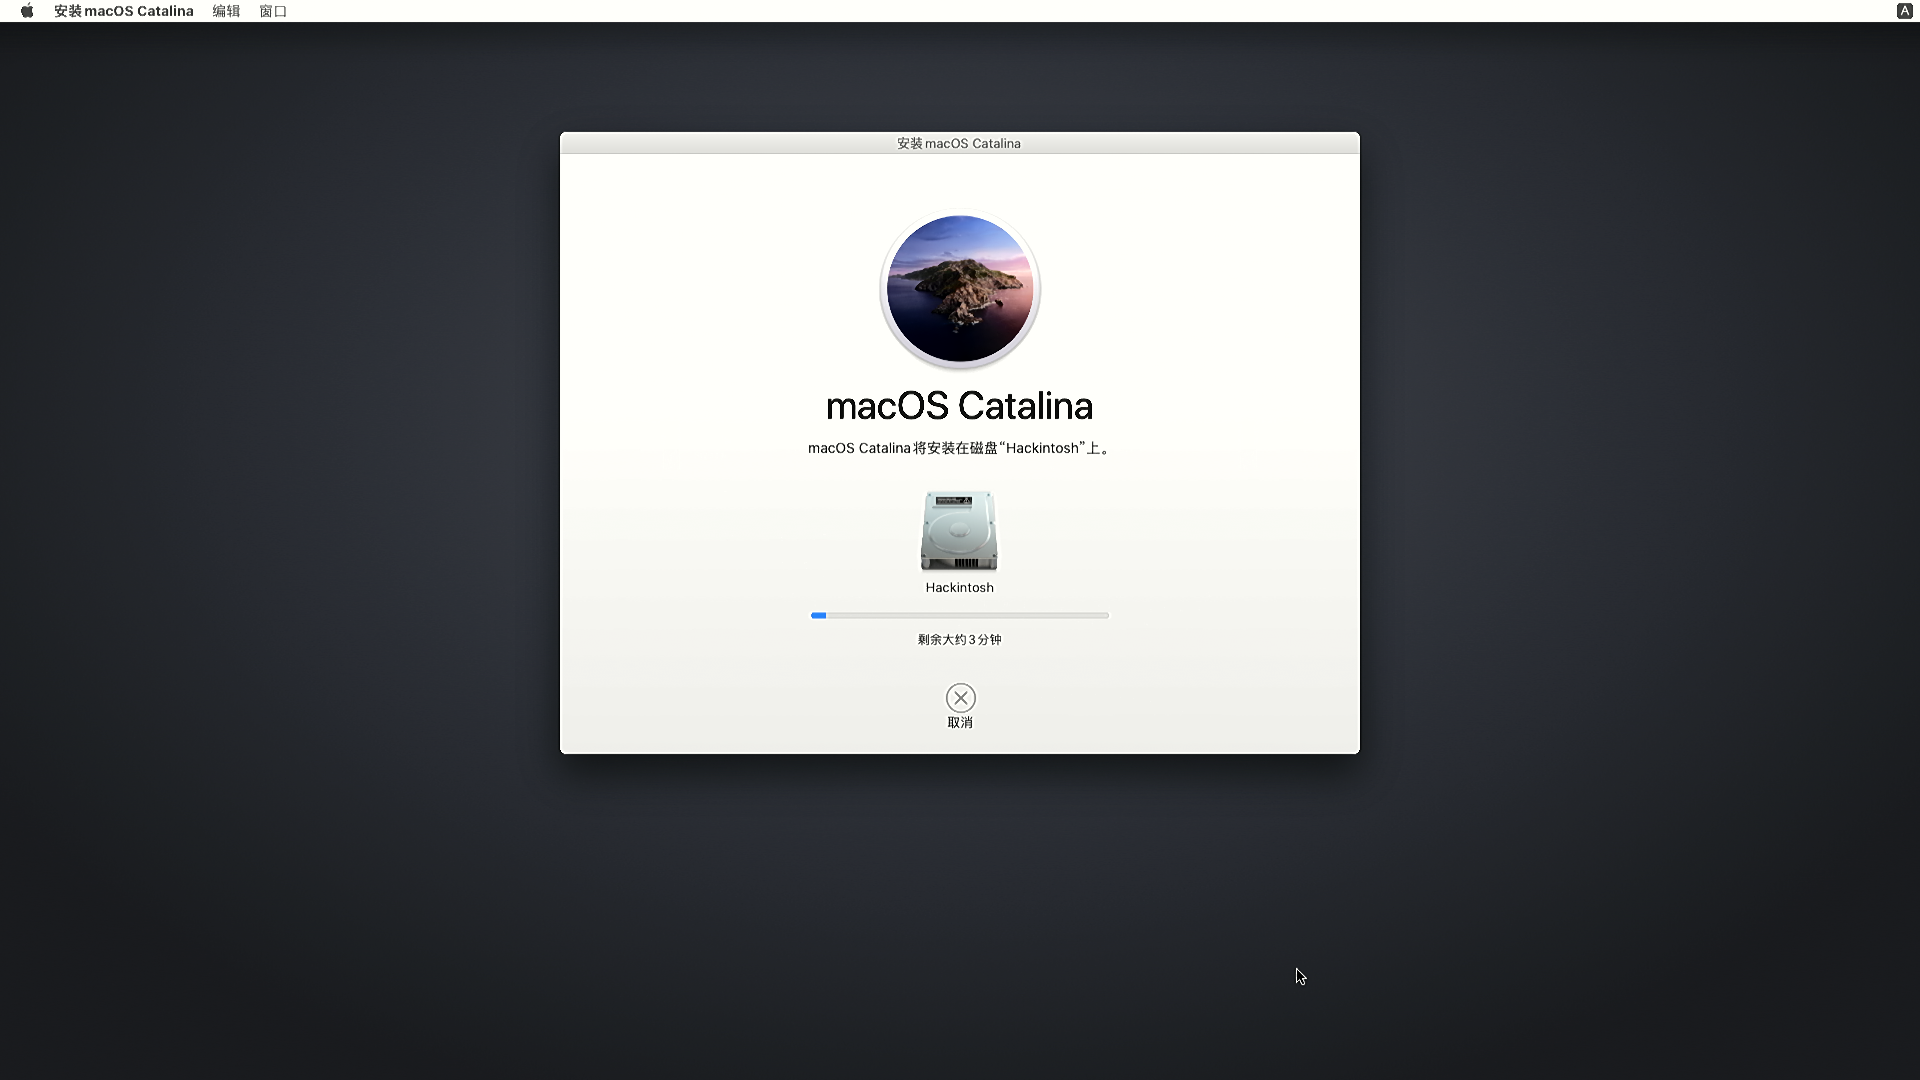 安装macOS Catalina 编辑 窗口 A
安装macOS Catalina
macOS Catalina
macOS Catalina将安装在磁盘“Hackintosh”上。
Hackintosh
剩余大约3分钟
取消